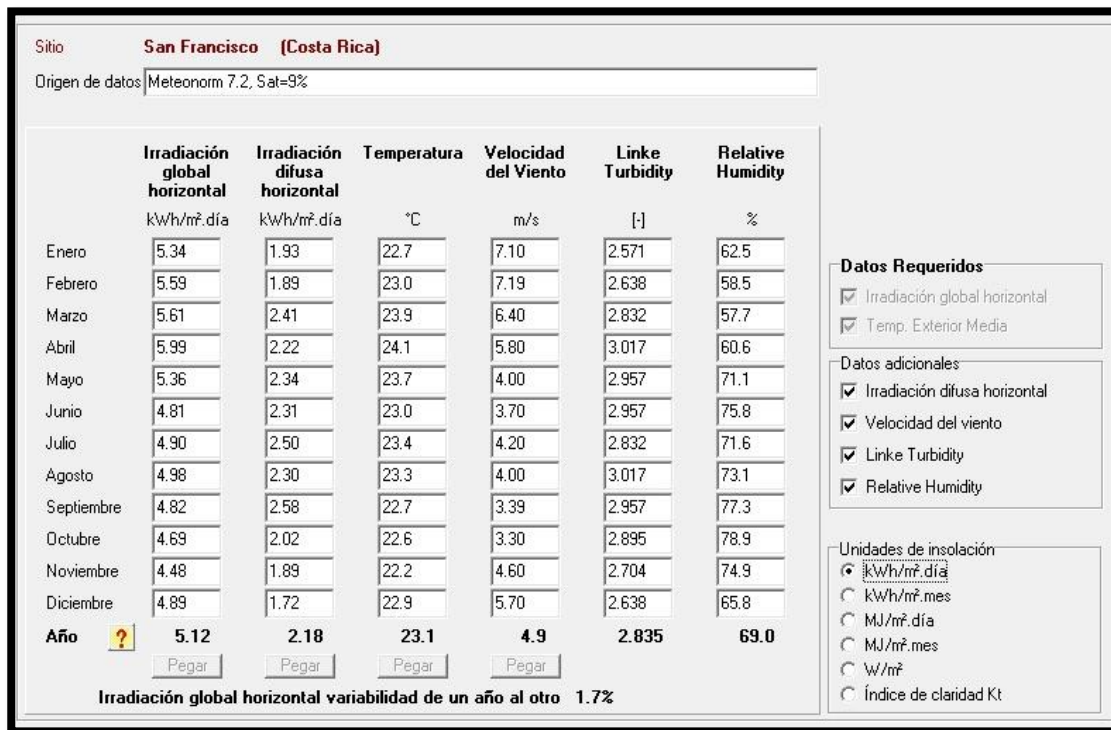 Sitio San Francisco (Costa Rica)
Origen de datos Meteonorm 7.2, Sat=9%
Irradiación global horizontal Irradiación difusa horizontal Temperatura Velocidad del Viento Linke Turbidity Relative Humidity
kWh/m².día kWh/m².día °C m/s [-] %
Enero 5.34 1.93 22.7 7.10 2.571 62.5
Febrero 5.59 1.89 23.0 7.19 2.638 58.5
Marzo 5.61 2.41 23.9 6.40 2.832 57.7
Abril 5.99 2.22 24.1 5.80 3.017 60.6
Mayo 5.36 2.34 23.7 4.00 2.957 71.1
Junio 4.81 2.31 23.0 3.70 2.957 75.8
Julio 4.90 2.50 23.4 4.20 2.832 71.6
Agosto 4.98 2.30 23.3 4.00 3.017 73.1
Septiembre 4.82 2.58 22.7 3.39 2.957 77.3
Octubre 4.69 2.02 22.6 3.30 2.895 78.9
Noviembre 4.48 1.89 22.2 4.60 2.704 74.9
Diciembre 4.89 1.72 22.9 5.70 2.638 65.8
Año ? 5.12 2.18 23.1 4.9 2.835 69.0
Pegar Pegar Pegar Pegar
Irradiación global horizontal variabilidad de un año al otro 1.7%
Datos Requeridos
Irradiación global horizontal
Temp. Exterior Media
Datos adicionales
Irradiación difusa horizontal
Velocidad del viento
Linke Turbidity
Relative Humidity
Unidades de insolación
kWh/m².día
kWh/m².mes
MJ/m².día
MJ/m².mes
W/m²
Índice de claridad Kt